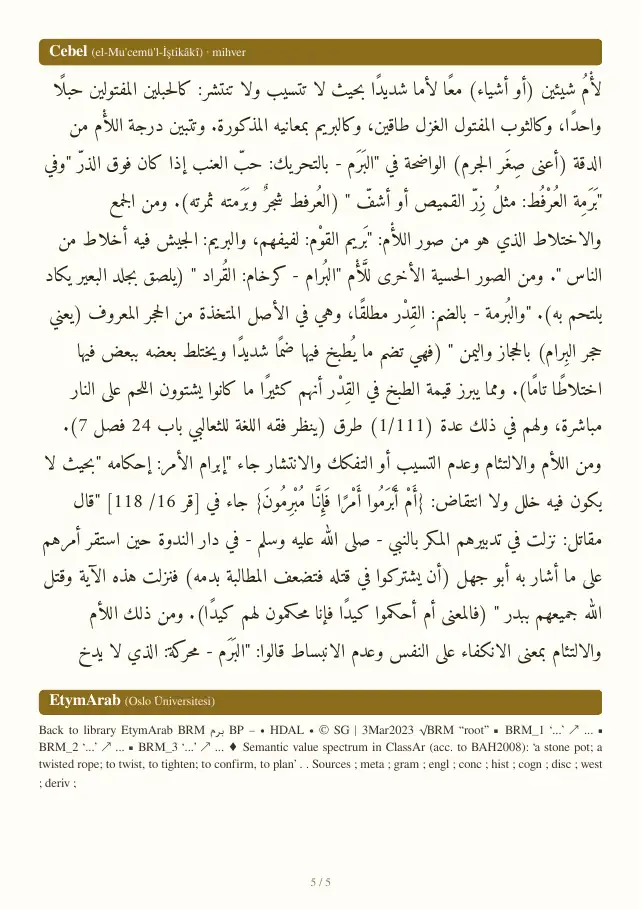 Cebel (el-Mu'cemü'l-İştikâkî) · mihver
لأْمُ شيئين (أو أشياء) معًا لأما شديدًا بحيث لا تتسيب ولا تنتشر: كالحبلين المفتولين حبلًا
واحدًا، وكالثوب المفتول الغزل طاقين، وكالبريم بمعانيه المذكورة. وتتبين درجة اللأْم من
الدقة (أعنى صِغَر الجرم) الواضحة في "البَرَم - بالتحريك: حبّ العنب إذا كان فوق الذرّ "وفي
"بَرَمِة العُرْفُط: مثلُ زِرّ القميص أو أشفّ " (العُرفط شجرٌ وبَرَمته ثمرته). ومن الجمع
والاختلاط الذي هو من صور اللأْم: "بَرِيم القوْم: لفيفهم، والبريم: الجيش فيه أخلاط من
الناس ". ومن الصور الحسية الأخرى للَّأْم "البُرام - كرخام: القُراد " (يلصق بجلد البعير يكاد
يلتحم به). "والبُرمة - بالضم: القِدْر مطلقًا، وهي في الأصل المتخذة من الحجر المعروف (يعني
حجر البِرام) بالحجاز واليمن " (فهي تضم ما يُطبخ فيها ضمًا شديدًا ويختلط بعضه ببعض فيها
اختلاطًا تامًا). ومما يبرز قيمة الطبخ في القِدْر أنهم كثيرًا ما كانوا يشتوون اللحم على النار
مباشرة، ولهم في ذلك عدة (1/111) طرق (ينظر فقه اللغة للثعالبي باب 24 فصل 7).
ومن اللأم والالتئام وعدم التسيب أو التفكك والانتشار جاء "إبرام الأمر: إحكامه "بحيث لا
يكون فيه خلل ولا انتقاض: {أَمْ أَبْرَمُوا أَمْرًا فَإِنَّا مُبْرِمُونَ} جاء في [قر 16/ 118] "قال
مقاتل: نزلت في تدبيرهم المكر بالنبي - صلى الله عليه وسلم - في دار الندوة حين استقر أمرهم
على ما أشار به أبو جهل (أن يشتركوا في قتله فتضعف المطالبة بدمه) فنزلت هذه الآية وقتل
الله جميعهم ببدر " (فالمعنى أم أحكموا كيدًا فإنا محكمون لهم كيدًا). ومن ذلك اللأم
والالتئام بمعنى الانكفاء على النفس وعدم الانبساط قالوا: "البَرَم - محركة: الذي لا يدخ
EtymArab (Oslo Üniversitesi)
Back to library EtymArab BRM برم BP – • HDAL • © SG | 3Mar2023 √BRM “root” ▪ BRM_1 ‘...’ ↗ ... ▪
BRM_2 ‘...’ ↗ ... ▪ BRM_3 ‘...’ ↗ ... ♦ Semantic value spectrum in ClassAr (acc. to BAH2008): ‘a stone pot; a
twisted rope; to twist, to tighten; to confirm, to plan’ . . Sources ; meta ; gram ; engl ; conc ; hist ; cogn ; disc ; west
; deriv ;
5 / 5